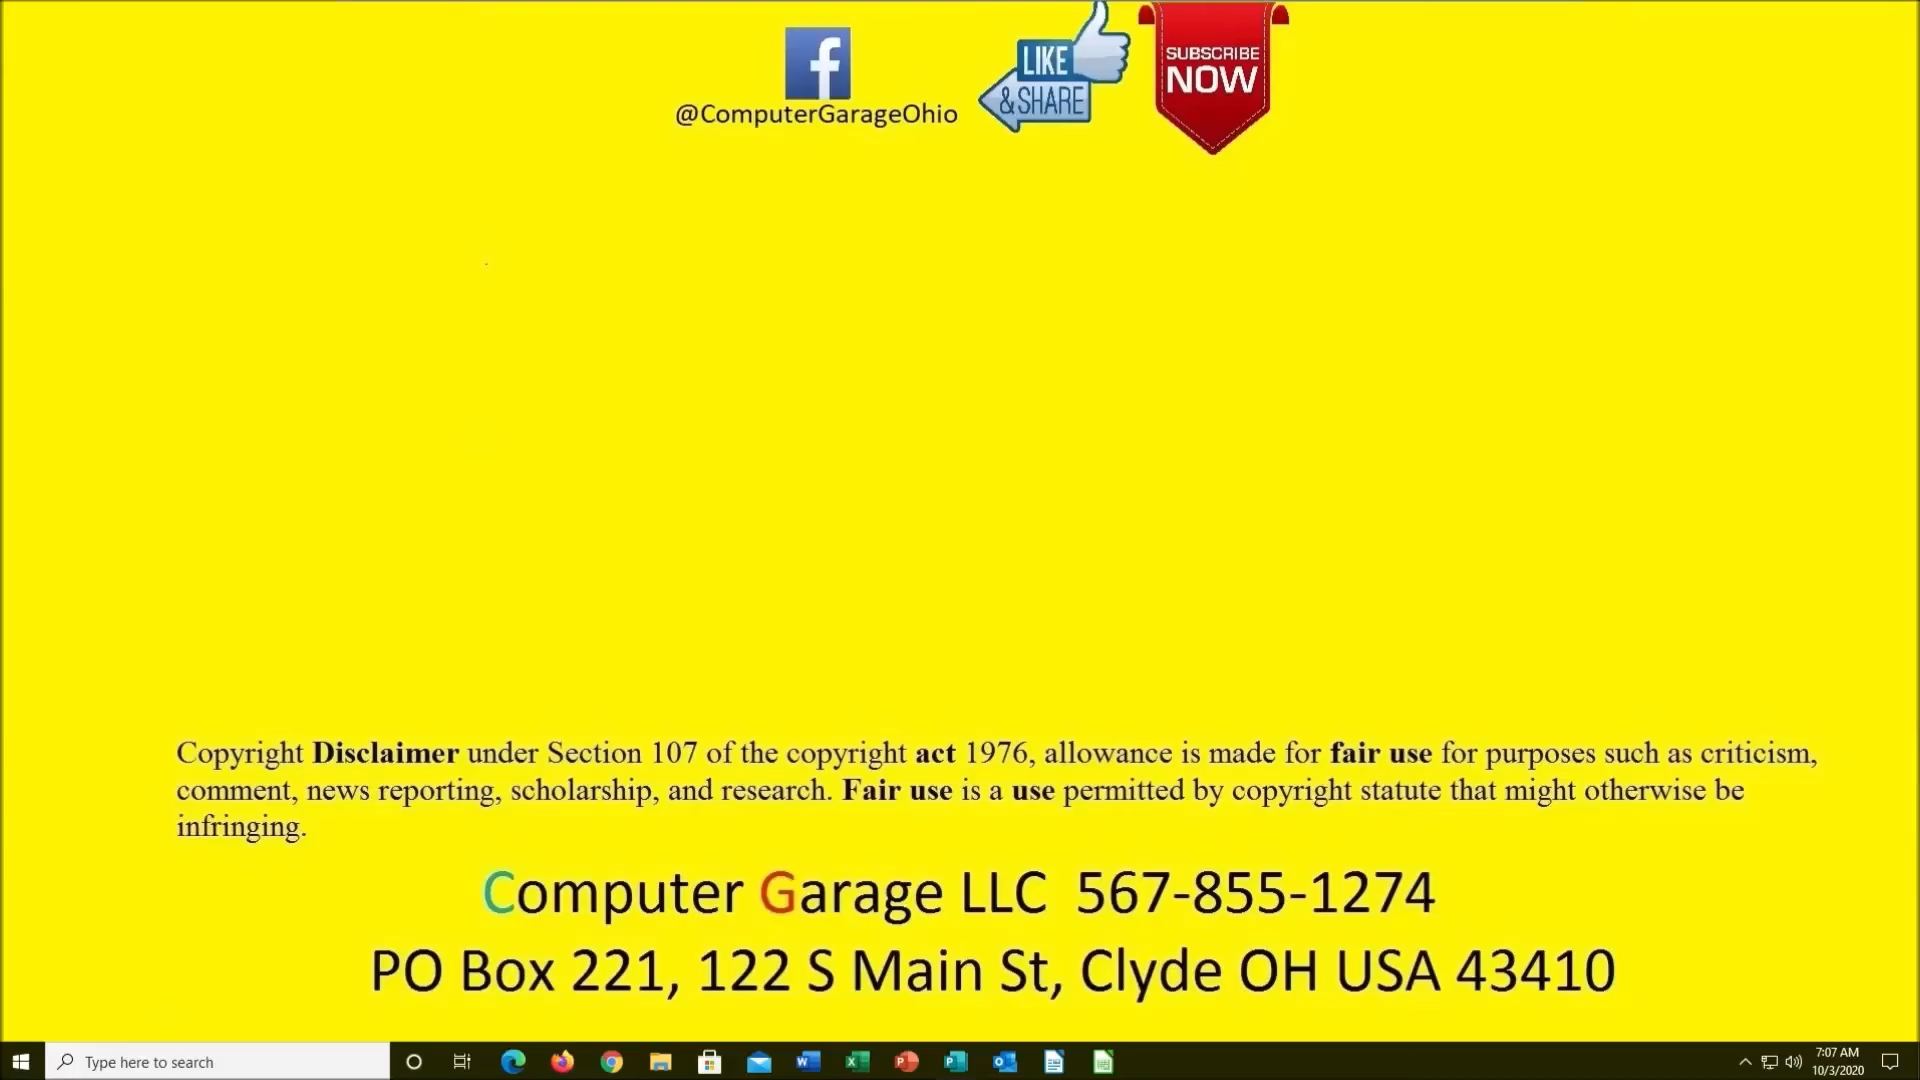 LIKE
& SHARE
SUBSCRIBE
NOW
@ComputerGarageOhio
Copyright Disclaimer under Section 107 of the copyright act 1976, allowance is made for fair use for purposes such as criticism,
comment, news reporting, scholarship, and research. Fair use is a use permitted by copyright statute that might otherwise be
infringing.
Computer Garage LLC 567-855-1274
PO Box 221, 122 S Main St, Clyde OH USA 43410
Type here to search
7:07 AM
10/3/2020